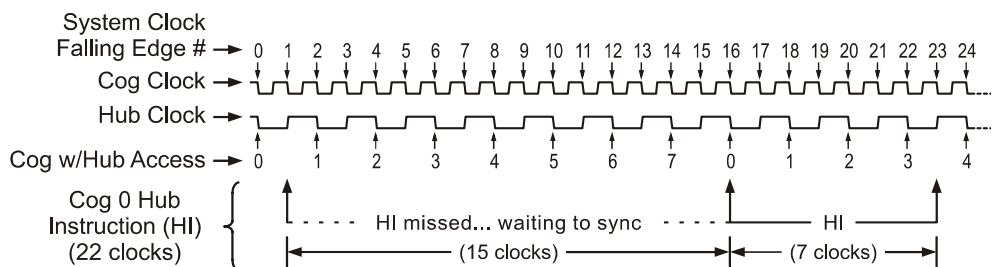 System Clock
Falling Edge # 0 1 2 3 4 5 6 7 8 9 10 11 12 13 14 15 16 17 18 19 20 21 22 23 24
Cog Clock
Hub Clock
Cog w/Hub Access 0 1 2 3 4 5 6 7 0 1 2 3 4
Cog 0 Hub
Instruction (HI)
(22 clocks)
HI missed... waiting to sync HI
(15 clocks) (7 clocks)